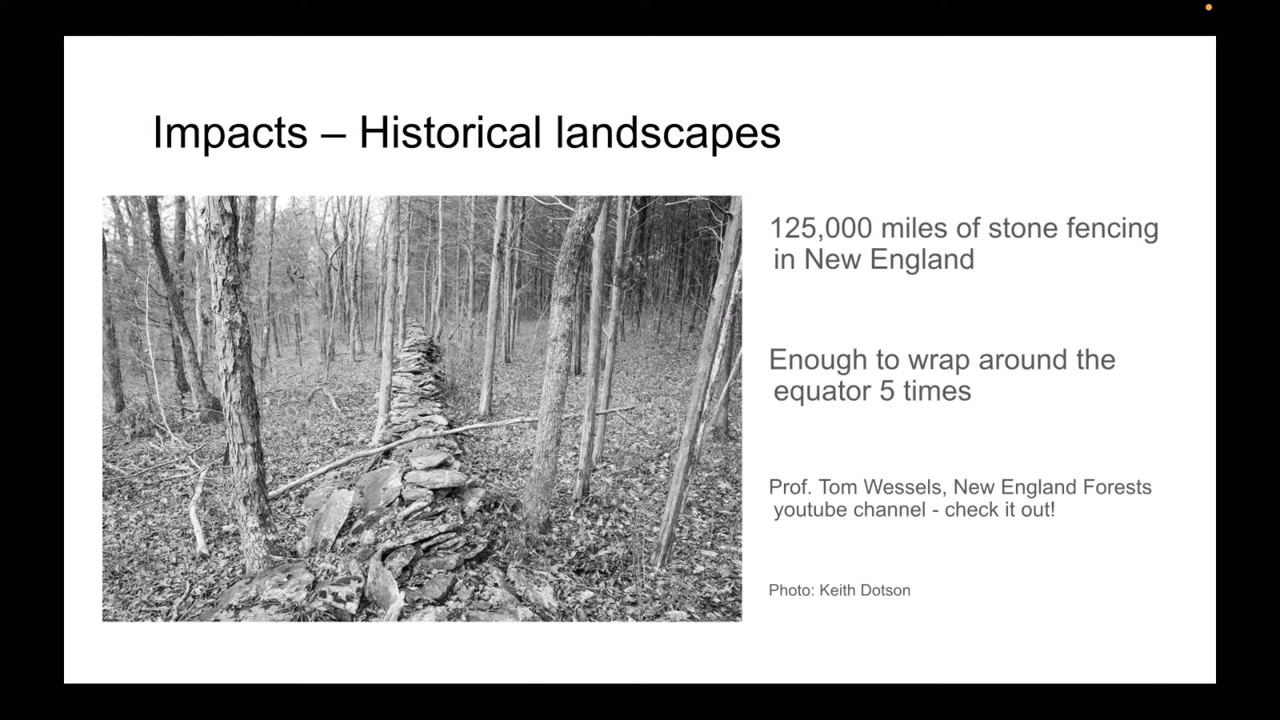 Impacts – Historical landscapes
125,000 miles of stone fencing
in New England
Enough to wrap around the
equator 5 times
Prof. Tom Wessels, New England Forests
youtube channel - check it out!
Photo: Keith Dotson